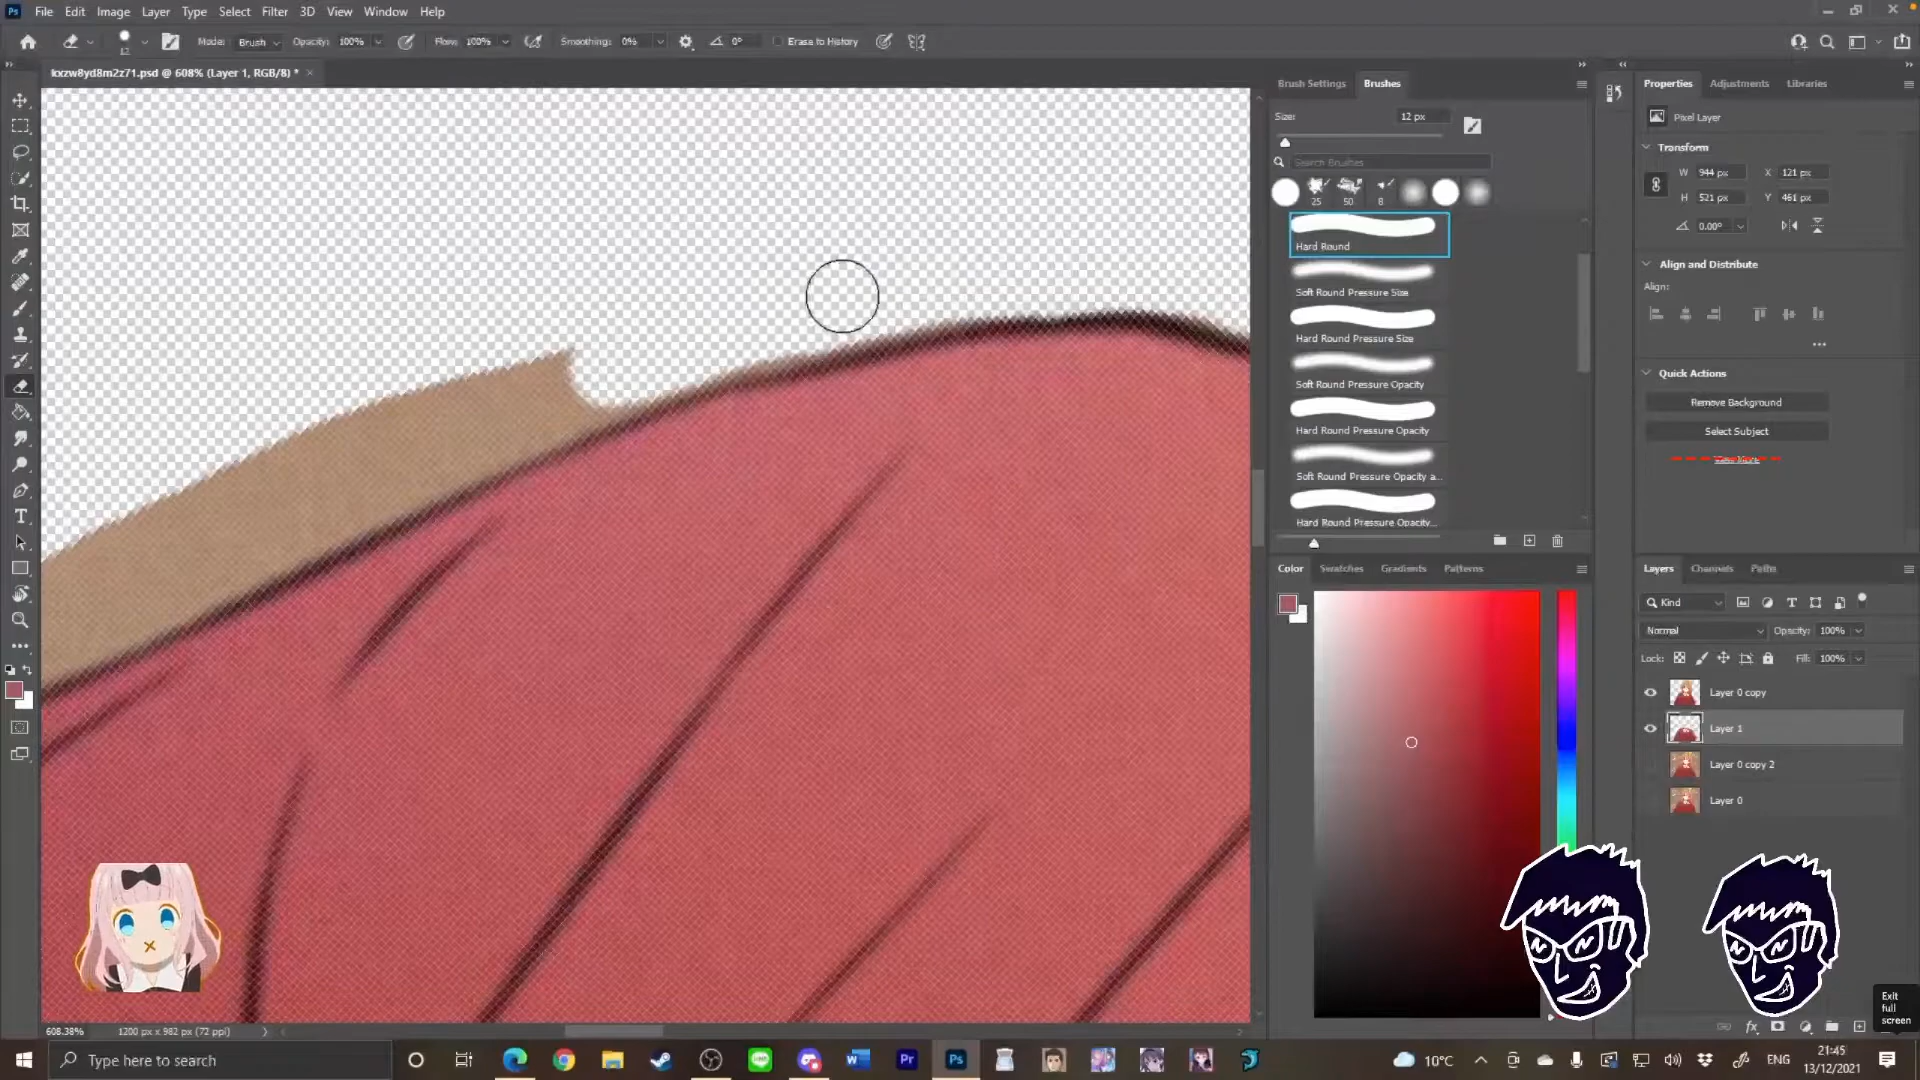 Ps File Edit Image Layer Type Select Filter 3D View Window Help
12 Mode: Brush Opacity: 100% Flow: 100% Smoothing: 0% 0° Erase to History
kxzw8yd8m2z71.psd @ 608% (Layer 1, RGB/8) *
Brush Settings Brushes
Size: 12 px
Search Brushes
25 50 8
Hard Round
Soft Round Pressure Size
Hard Round Pressure Size
Soft Round Pressure Opacity
Hard Round Pressure Opacity
Soft Round Pressure Opacity a...
Hard Round Pressure Opacity...
Properties Adjustments Libraries
Pixel Layer
Transform
W 944 px X 121 px
H 521 px Y 461 px
0.00°
Align and Distribute
Align:
Quick Actions
Remove Background
Select Subject
View More
Color Swatches Gradients Patterns
Layers Channels Paths
Kind
Normal Opacity: 100%
Lock: Fill: 100%
Layer 0 copy
Layer 1
Layer 0 copy 2
Layer 0
Exit
full
screen
608.38% 1200 px x 982 px (72 ppi)
Type here to search
W Pr Ps
10°C
ENG
21:45
13/12/2021